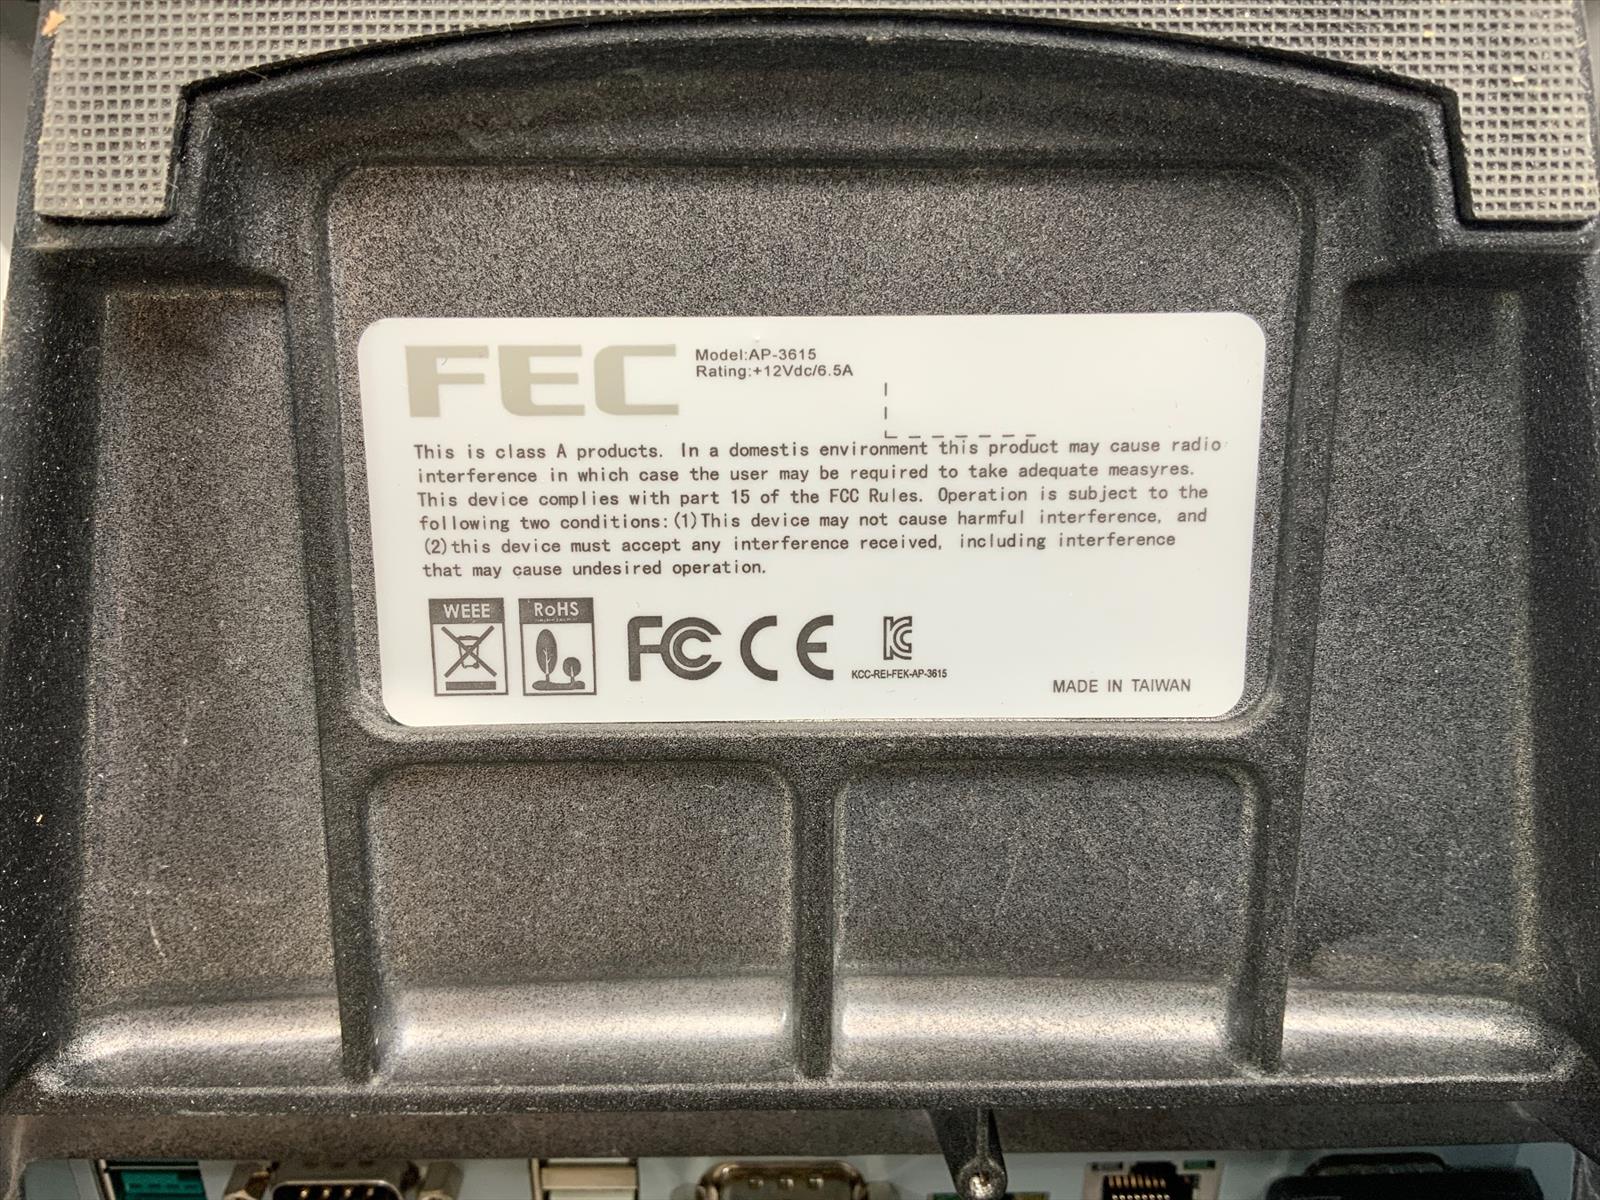 FEC
Model:AP-3615
Rating:+12Vdc/6.5A
This is class A products. In a domestis environment this product may cause radio
interference in which case the user may be required to take adequate measyres.
This device complies with part 15 of the FCC Rules. Operation is subject to the
following two conditions:(1)This device may not cause harmful interference, and
(2)this device must accept any interference received, including interference
that may cause undesired operation.
WEEE
RoHS
FC CE
KC
KCC-REI-FEK-AP-3615
MADE IN TAIWAN